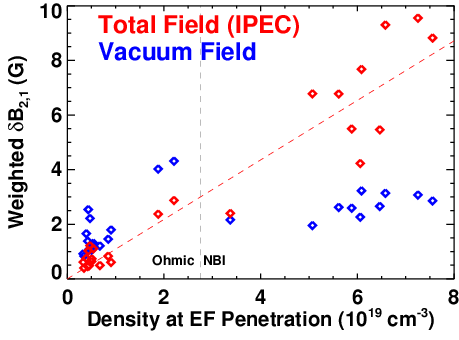 Total Field (IPEC)
Vacuum Field
10
8
6
4
2
0
Weighted δB2,1 (G)
Ohmic NBI
0 2 4 6 8
Density at EF Penetration (10^19 cm^-3)